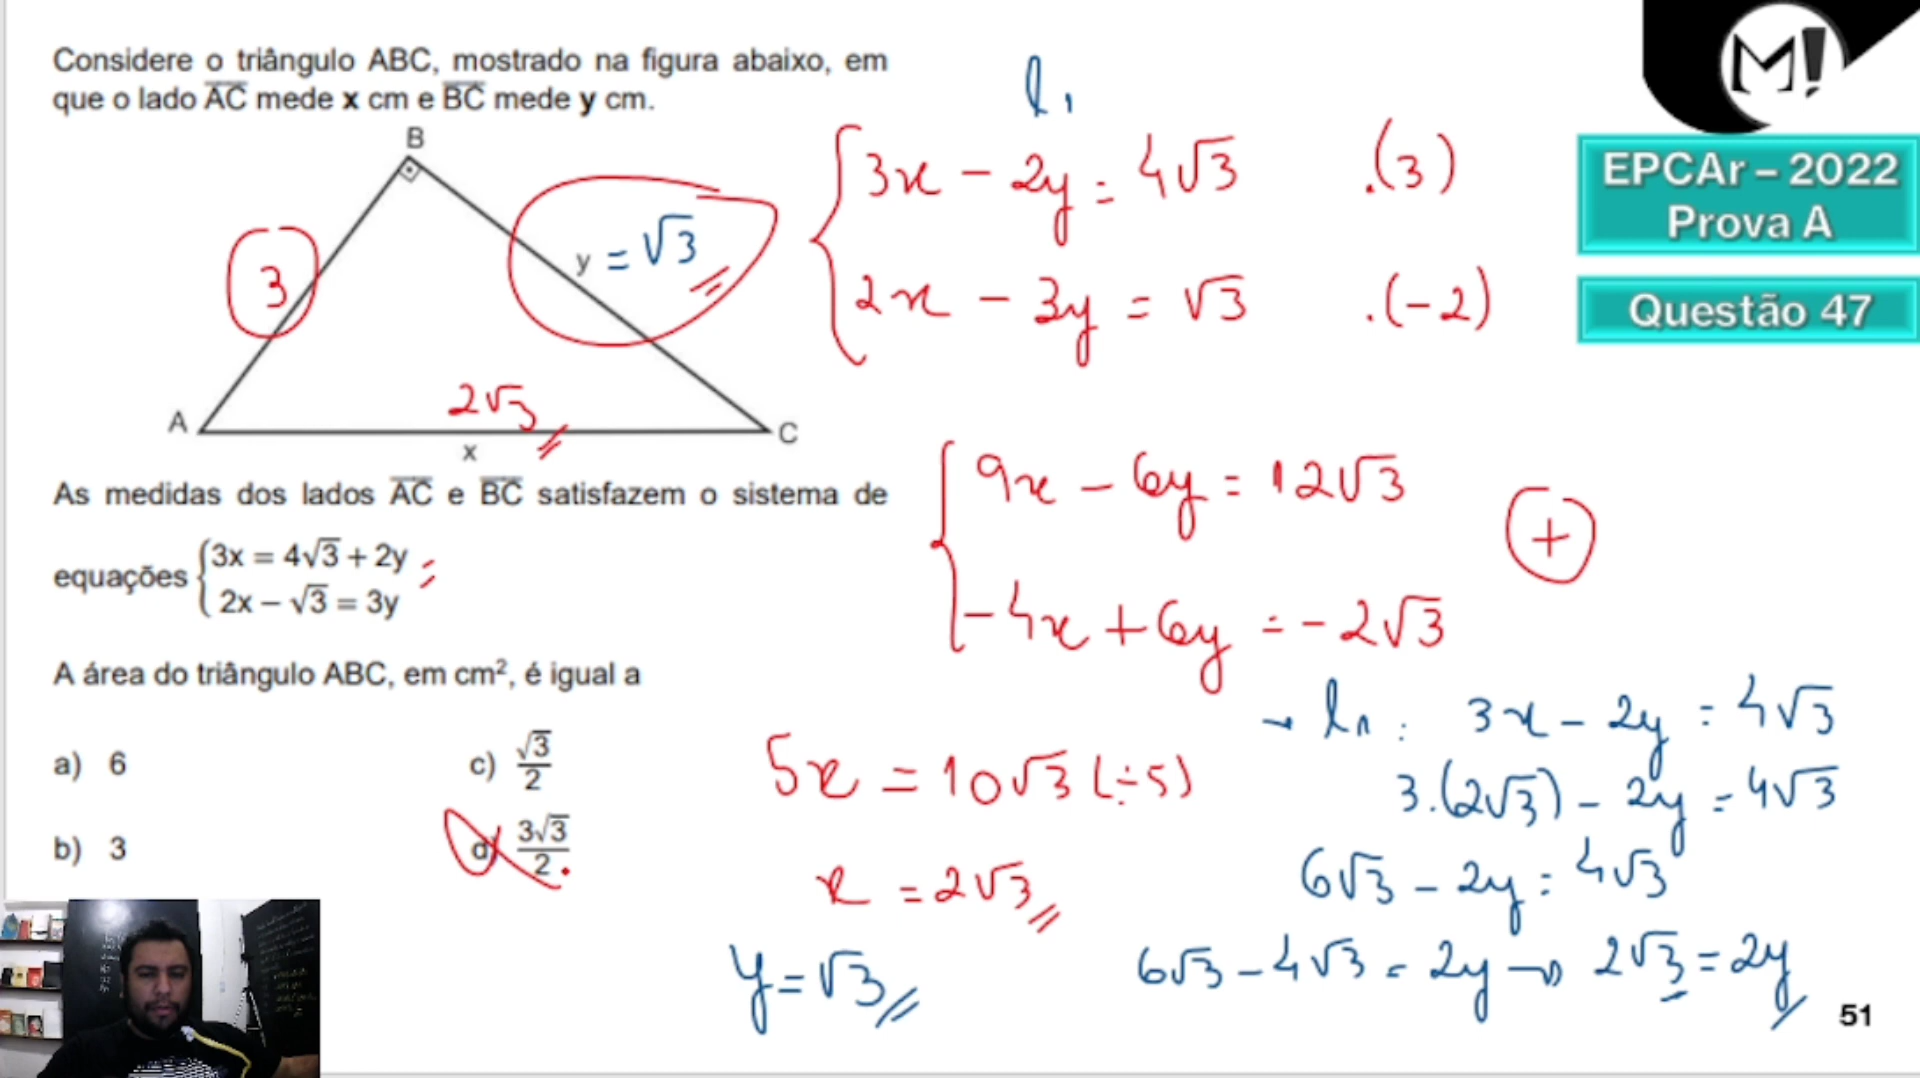 Considere o triângulo ABC, mostrado na figura abaixo, em
que o lado A̅C̅ mede x cm e B̅C̅ mede y cm.
B
3
y = √3
2√3
A
C
x
As medidas dos lados A̅C̅ e B̅C̅ satisfazem o sistema de
equações {3x = 4√3 + 2y
2x – √3 = 3y
A área do triângulo ABC, em cm², é igual a
a) 6
b) 3
c) √3/2
d) 3√3/2
l₁
3x - 2y = 4√3 .(3)
2x - 3y = √3 .(-2)
9x - 6y = 12√3
+
-4x + 6y = -2√3
5x = 10√3 (÷5)
x = 2√3
y = √3
→ l₁: 3x - 2y = 4√3
3.(2√3) - 2y = 4√3
6√3 - 2y = 4√3
6√3 - 4√3 = 2y → 2√3 = 2y
M!
EPCAr – 2022
Prova A
Questão 47
51